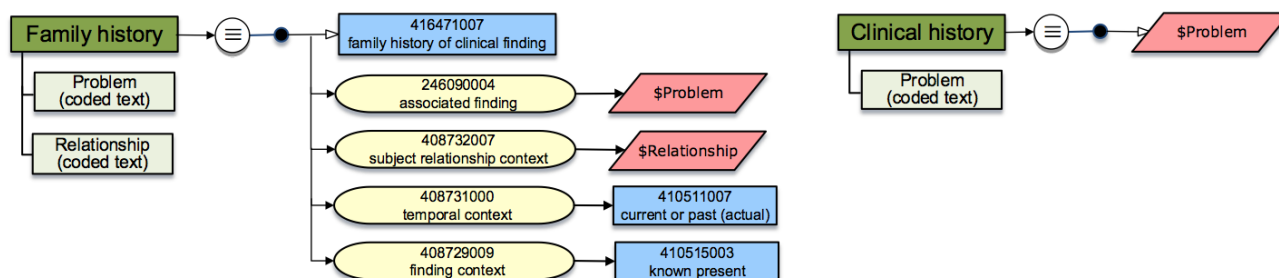 Family history
Problem
(coded text)
Relationship
(coded text)
416471007
family history of clinical finding
246090004
associated finding
$Problem
408732007
subject relationship context
$Relationship
408731000
temporal context
410511007
current or past (actual)
408729009
finding context
410515003
known present
Clinical history
Problem
(coded text)
$Problem